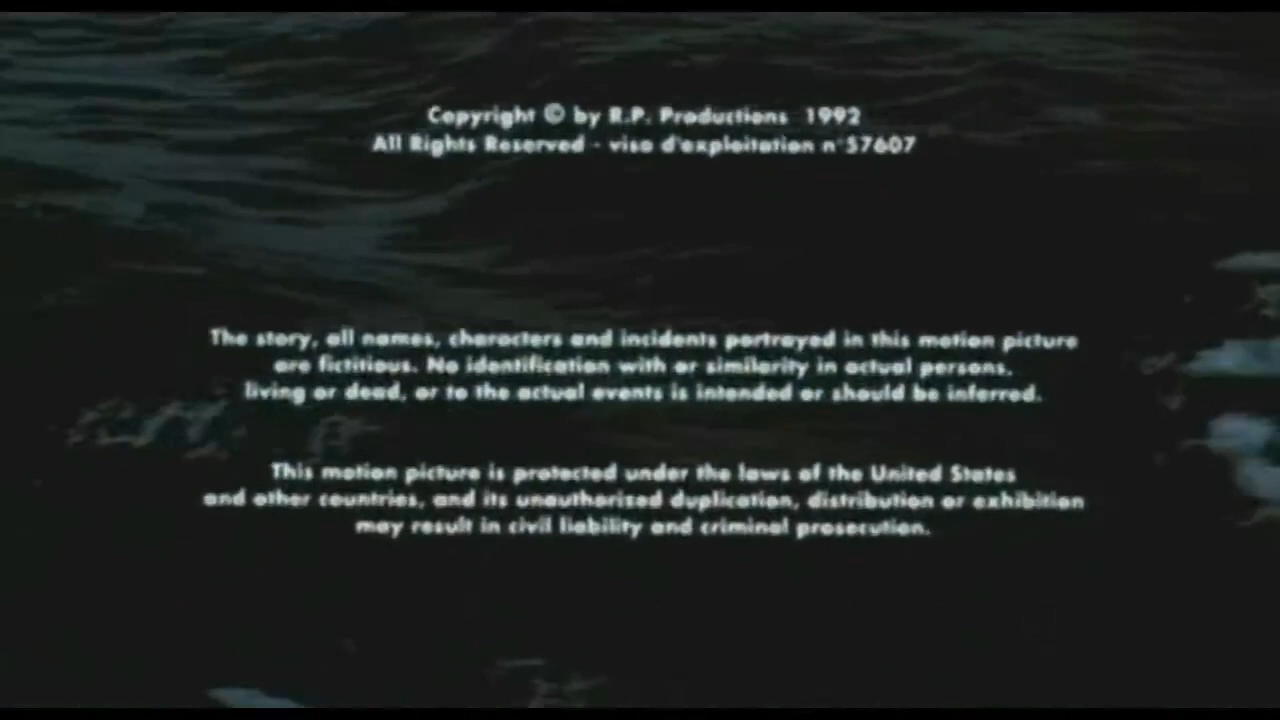 Copyright © by R.P. Productions 1992
All Rights Reserved - visa d'exploitation n°57607
The story, all names, characters and incidents portrayed in this motion picture
are fictitious. No identification with or similarity in actual persons,
living or dead, or to the actual events is intended or should be inferred.
This motion picture is protected under the laws of the United States
and other countries, and its unauthorized duplication, distribution or exhibition
may result in civil liability and criminal prosecution.